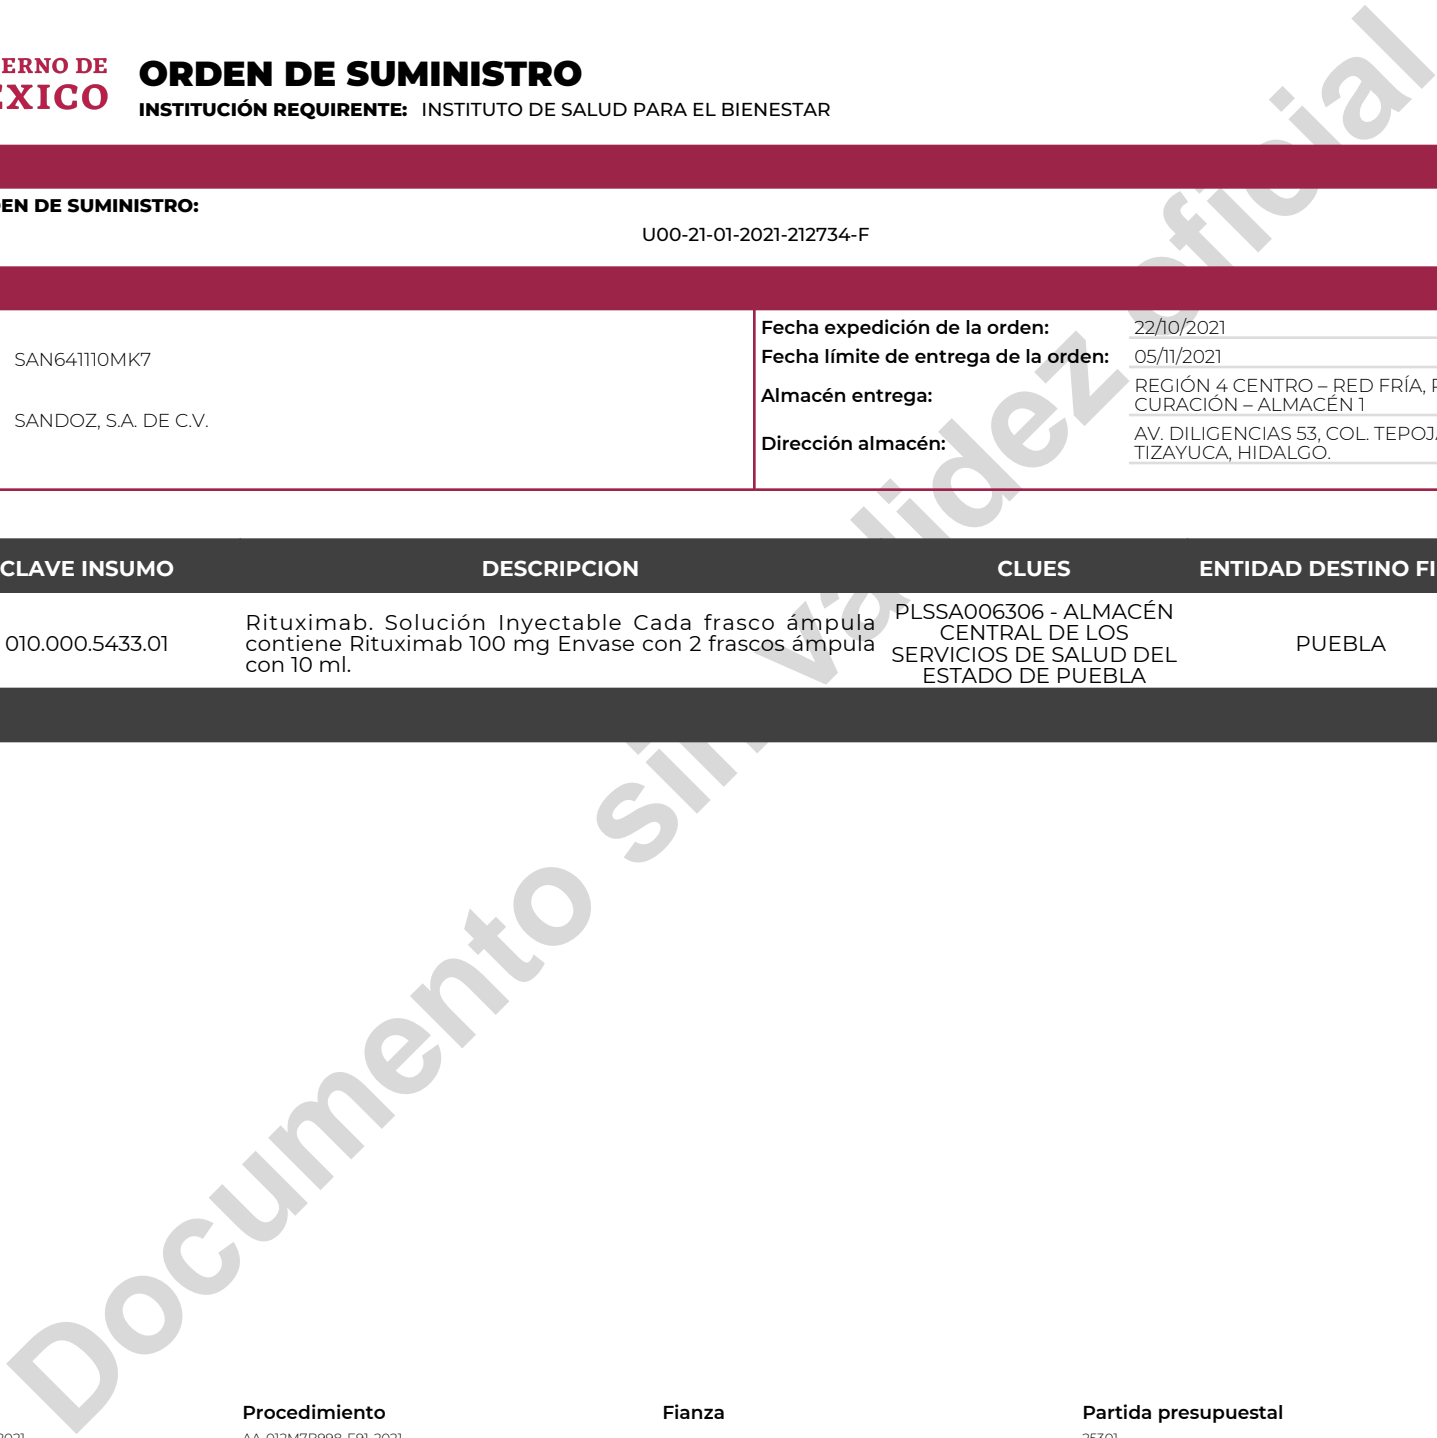 ERNO DE
ORDEN DE SUMINISTRO
INSTITUCIÓN REQUIRENTE: INSTITUTO DE SALUD PARA EL BIENESTAR
EXICO
EN DE SUMINISTRO:
U00-21-01-2021-212734-F
SAN641110MK7
SANDOZ, S.A. DE C.V.
Fecha expedición de la orden: 22/10/2021
Fecha límite de entrega de la orden: 05/11/2021
Almacén entrega: REGIÓN 4 CENTRO – RED FRÍA,
CURACIÓN – ALMACÉN 1
Dirección almacén: AV. DILIGENCIAS 53, COL. TEPOJA
TIZAYUCA, HIDALGO.
CLAVE INSUMO DESCRIPCION CLUES ENTIDAD DESTINO FI
010.000.5433.01
Rituximab. Solución Inyectable Cada frasco ámpula
contiene Rituximab 100 mg Envase con 2 frascos ámpula
con 10 ml.
PLSSA006306 - ALMACÉN
CENTRAL DE LOS
SERVICIOS DE SALUD DEL
ESTADO DE PUEBLA
PUEBLA
Documento sin validez oficial
Procedimiento Fianza Partida presupuestal